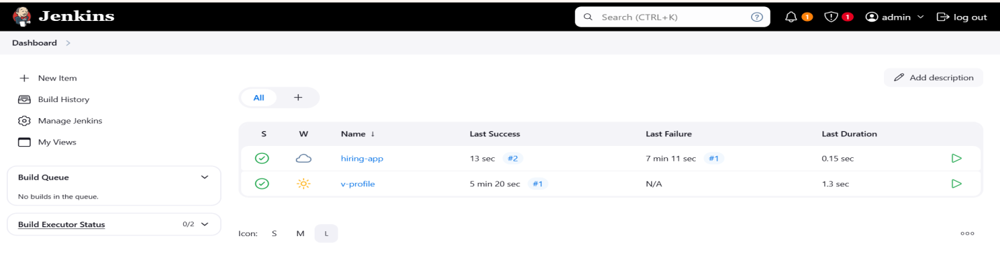 Jenkins Search (CTRL+K) ? 1 1 admin log out
Dashboard >
New Item
Build History
Manage Jenkins
My Views
Build Queue
No builds in the queue.
Build Executor Status 0/2
Add description
All +
S W Name ↓ Last Success Last Failure Last Duration
hiring-app 13 sec #2 7 min 11 sec #1 0.15 sec
v-profile 5 min 20 sec #1 N/A 1.3 sec
Icon: S M L